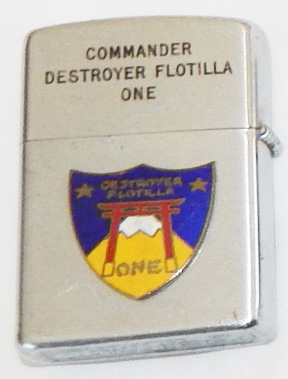 COMMANDER
DESTROYER FLOTILLA
ONE
DESTROYER
FLOTILLA
ONE